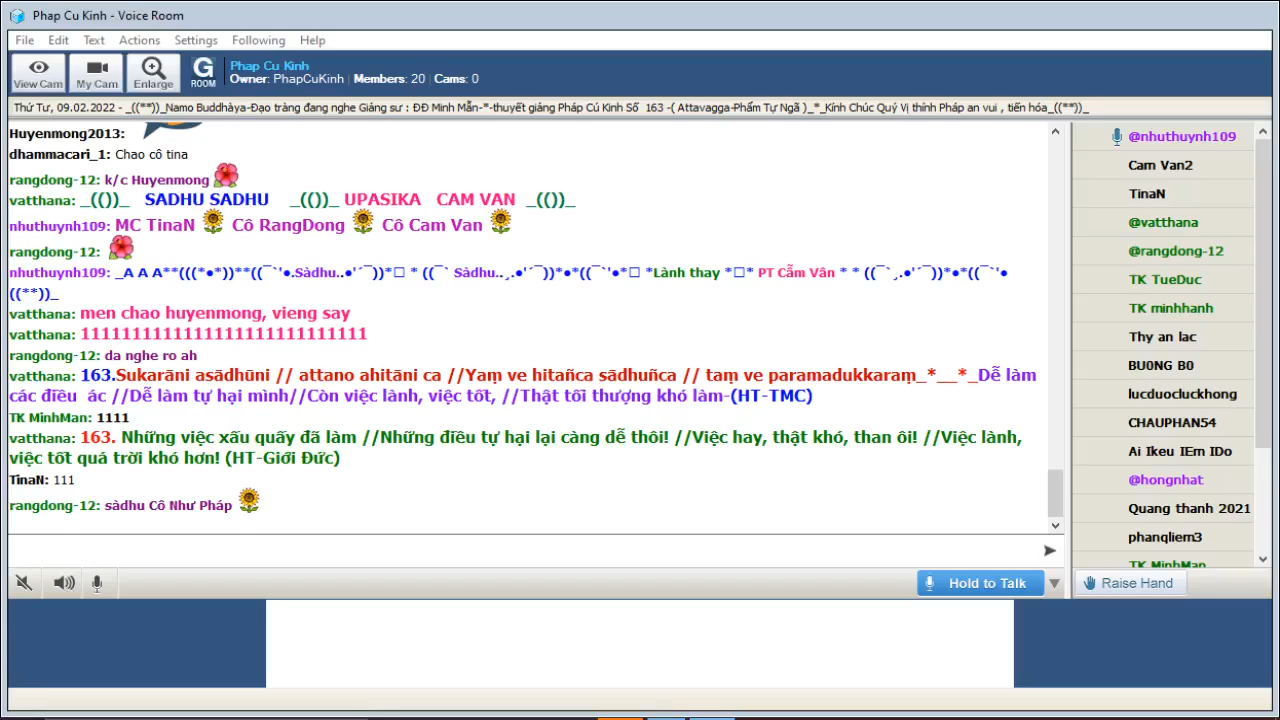 Phap Cu Kinh - Voice Room
File Edit Text Actions Settings Following Help
View Cam My Cam Enlarge G ROOM
Phap Cu Kinh
Owner: PhapCuKinh | Members: 20 | Cams: 0
Thứ Tư, 09.02.2022 - _((**))_Namo Buddhàya-Đạo tràng đang nghe Giảng sư : ĐĐ Minh Mẫn-*-thuyết giảng Pháp Cú Kinh Số 163 -( Attavagga-Phẩm Tự Ngã )_*_Kính Chúc Quý Vị thính Pháp an vui , tiến hóa_((**))_
Huyenmong2013:
dhammacari_1: Chao cô tina
rangdong-12: k/c Huyenmong
vatthana: _(())_ SADHU SADHU _(())_ UPASIKA CAM VAN _(())_
nhuthuynh109: MC TinaN Cô RangDong Cô Cam Van
rangdong-12:
nhuthuynh109: _A A A**(((*●*))**((¯`'●.Sàdhu..●'´¯))*□ * ((¯` Sàdhu..¸.●'´¯))*●*((¯`'●*□ *Lành thay *□* PT Cẩm Vân * * ((¯`¸.●'´¯))*●*((¯`'●
((**))_
vatthana: men chao huyenmong, vieng say
vatthana: 1111111111111111111111111111
rangdong-12: da nghe ro ah
vatthana: 163.Sukarāni asādhūni // attano ahitāni ca //Yaṃ ve hitañca sādhuñca // taṃ ve paramadukkaraṃ_*__*_Dễ làm
các điều ác //Dễ làm tự hại mình//Còn việc lành, việc tốt, //Thật tối thượng khó làm-(HT-TMC)
TK MinhMan: 1111
vatthana: 163. Những việc xấu quấy đã làm //Những điều tự hại lại càng dễ thôi! //Việc hay, thật khó, than ôi! //Việc lành,
việc tốt quá trời khó hơn! (HT-Giới Đức)
TinaN: 111
rangdong-12: sàdhu Cô Như Pháp
Hold to Talk
@nhuthuynh109
Cam Van2
TinaN
@vatthana
@rangdong-12
TK TueDuc
TK minhhanh
Thy an lac
BU0NG B0
lucduocluckhong
CHAUPHAN54
Ai Ikeu IEm IDo
@hongnhat
Quang thanh 2021
phanqliem3
TK MinhMan
Raise Hand